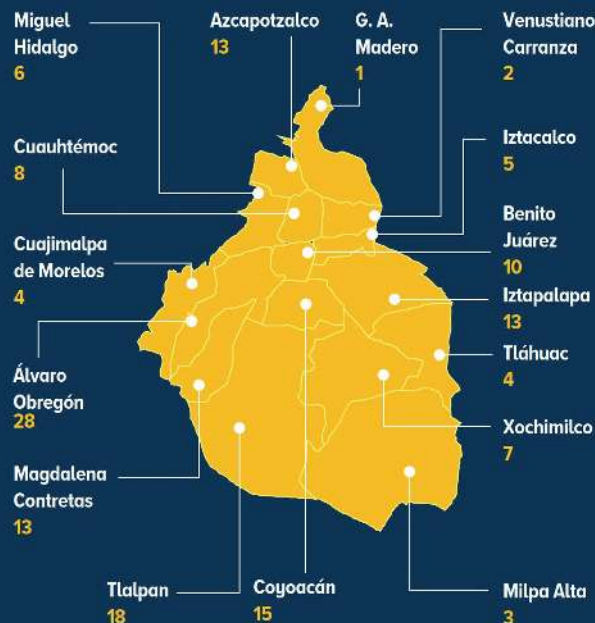 Miguel
Hidalgo
6
Azcapotzalco
13
G. A.
Madero
1
Venustiano
Carranza
2
Cuauhtémoc
8
Iztacalco
5
Benito
Juárez
10
Cuajimalpa
de Morelos
4
Iztapalapa
13
Tláhuac
4
Álvaro
Obregón
28
Xochimilco
7
Magdalena
Contretas
13
Tlalpan
18
Coyoacán
15
Milpa Alta
3